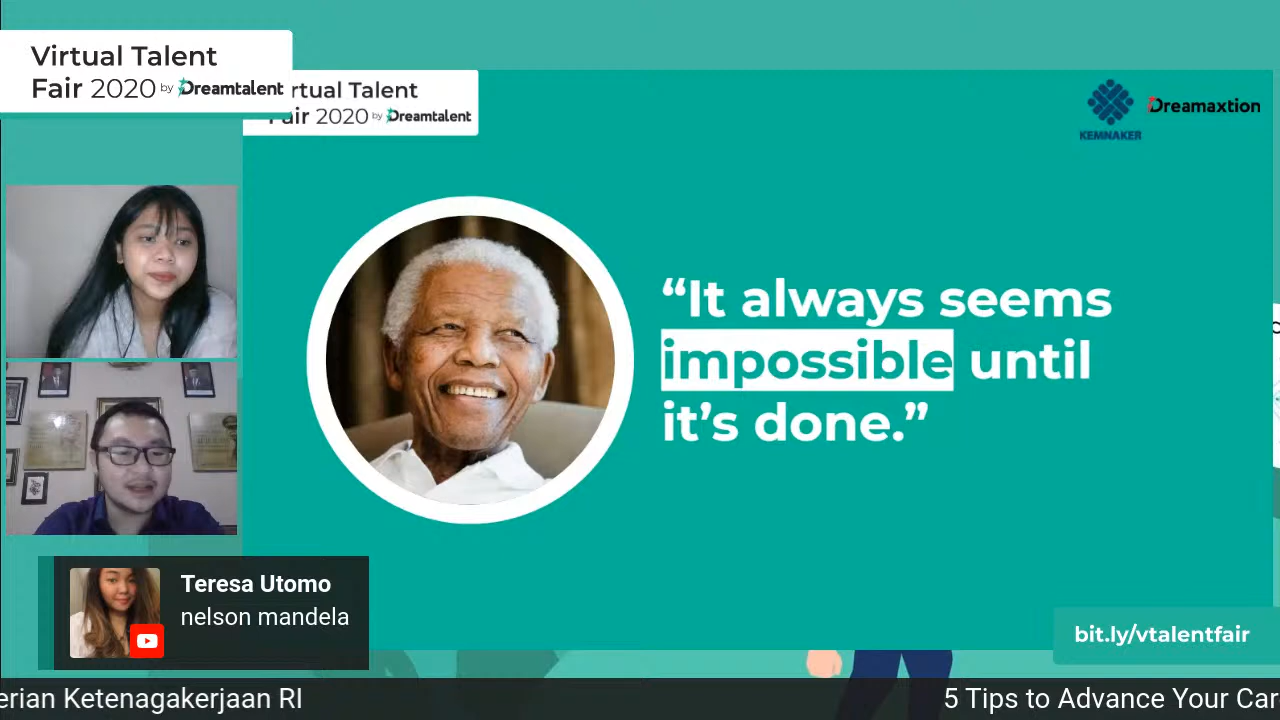 Virtual Talent
Fair 2020 by Dreamtalent
rtual Talent
Fair 2020 by Dreamtalent
KEMNAKER
Dreamaxtion
“It always seems
impossible until
it’s done.”
Teresa Utomo
nelson mandela
bit.ly/vtalentfair
erian Ketenagakerjaan RI
5 Tips to Advance Your Car